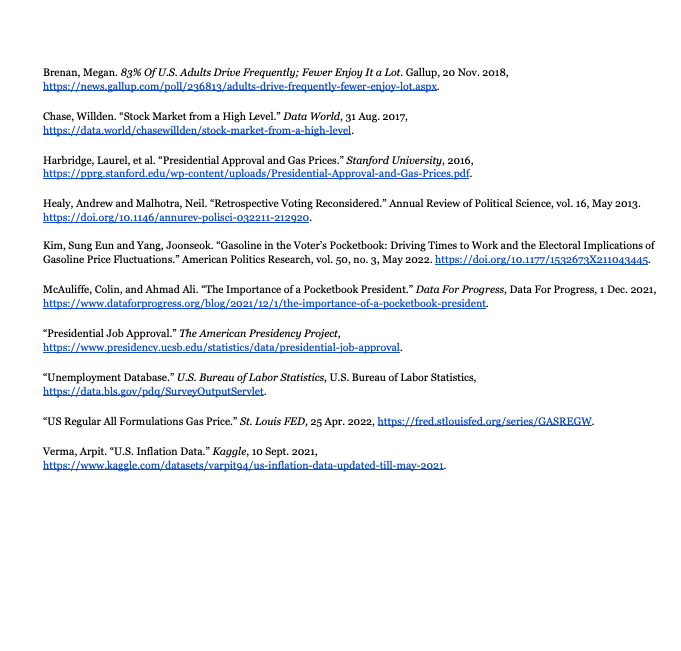 Brenan, Megan. 83% Of U.S. Adults Drive Frequently; Fewer Enjoy It a Lot. Gallup, 20 Nov. 2018,
https://news.gallup.com/poll/236813/adults-drive-frequently-fewer-enjoy-lot.aspx.
Chase, Willden. “Stock Market from a High Level.” Data World, 31 Aug. 2017,
https://data.world/chasewillden/stock-market-from-a-high-level.
Harbridge, Laurel, et al. “Presidential Approval and Gas Prices.” Stanford University, 2016,
https://pprg.stanford.edu/wp-content/uploads/Presidential-Approval-and-Gas-Prices.pdf.
Healy, Andrew and Malhotra, Neil. “Retrospective Voting Reconsidered.” Annual Review of Political Science, vol. 16, May 2013.
https://doi.org/10.1146/annurev-polisci-032211-212920.
Kim, Sung Eun and Yang, Joonseok. “Gasoline in the Voter’s Pocketbook: Driving Times to Work and the Electoral Implications of
Gasoline Price Fluctuations.” American Politics Research, vol. 50, no. 3, May 2022. https://doi.org/10.1177/1532673X211043445.
McAuliffe, Colin, and Ahmad Ali. “The Importance of a Pocketbook President.” Data For Progress, Data For Progress, 1 Dec. 2021,
https://www.dataforprogress.org/blog/2021/12/1/the-importance-of-a-pocketbook-president.
“Presidential Job Approval.” The American Presidency Project,
https://www.presidency.ucsb.edu/statistics/data/presidential-job-approval.
“Unemployment Database.” U.S. Bureau of Labor Statistics, U.S. Bureau of Labor Statistics,
https://data.bls.gov/pdq/SurveyOutputServlet.
“US Regular All Formulations Gas Price.” St. Louis FED, 25 Apr. 2022, https://fred.stlouisfed.org/series/GASREGW.
Verma, Arpit. “U.S. Inflation Data.” Kaggle, 10 Sept. 2021,
https://www.kaggle.com/datasets/varpit94/us-inflation-data-updated-till-may-2021.